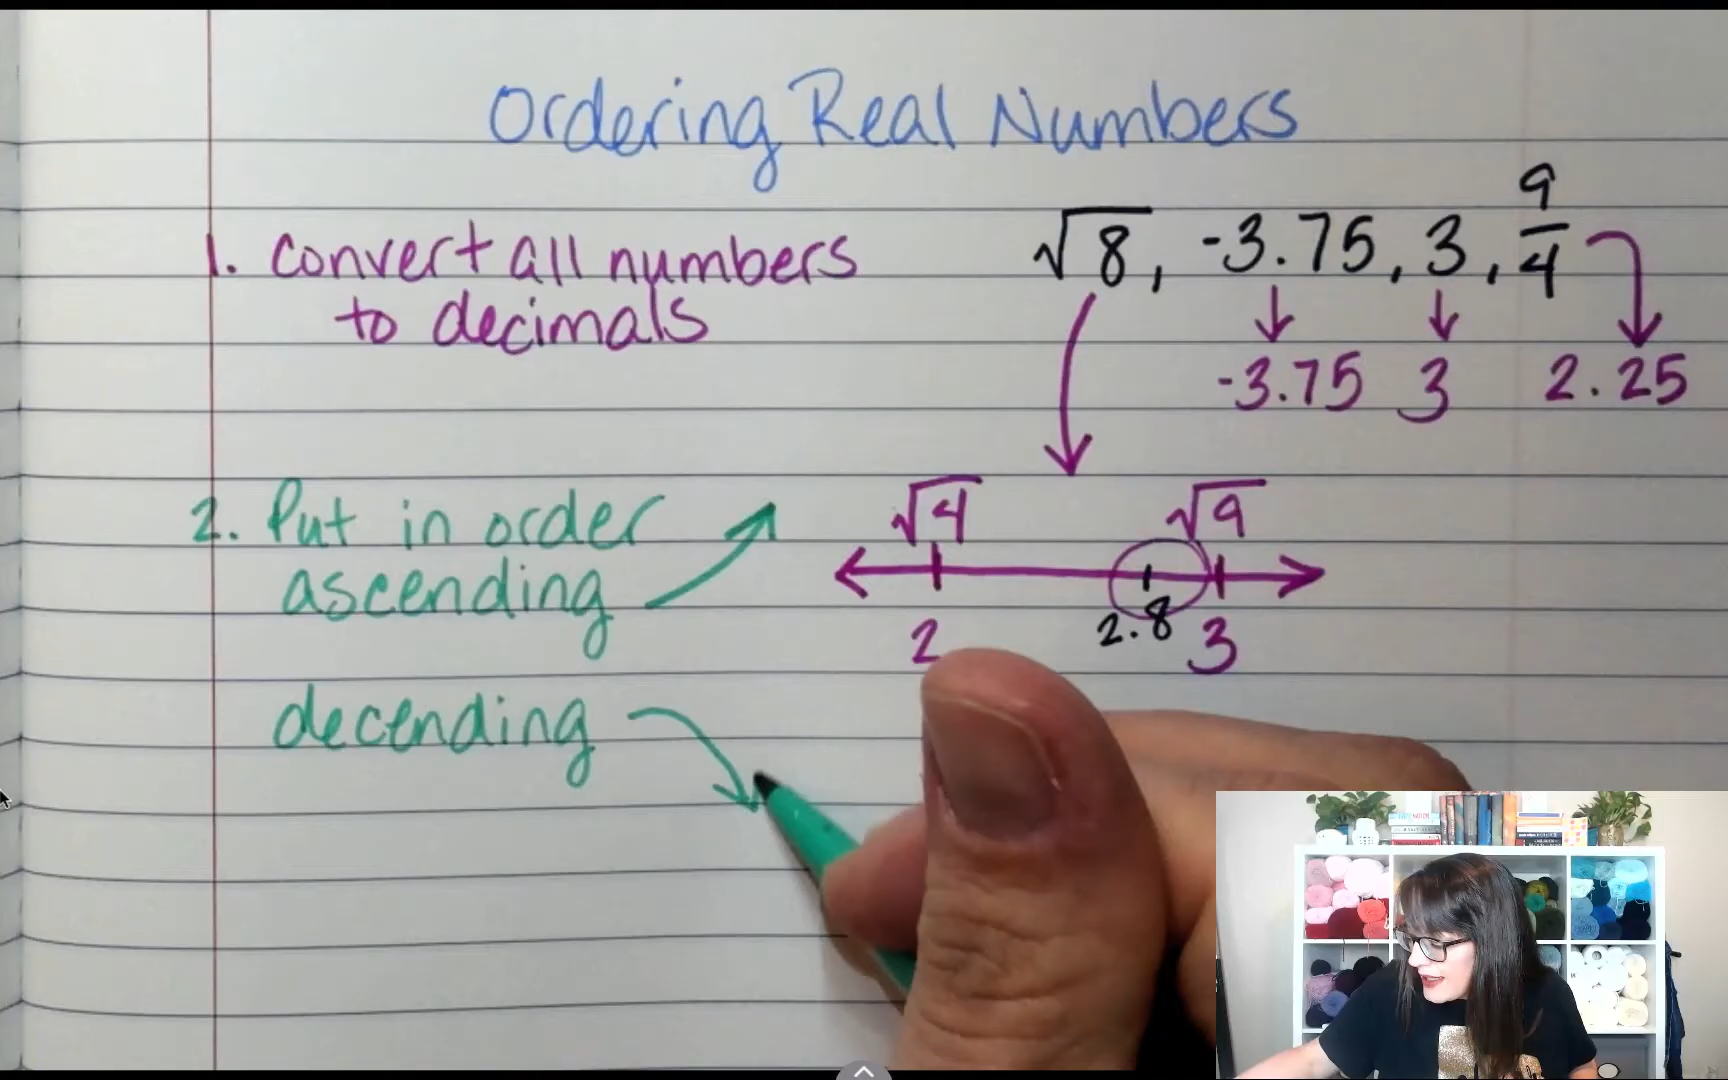 Ordering Real Numbers
1. Convert all numbers
to decimals
√8, -3.75, 3, 9/4
-3.75 3 2.25
√4 √9
2. Put in order
ascending
2 2.8 3
decending